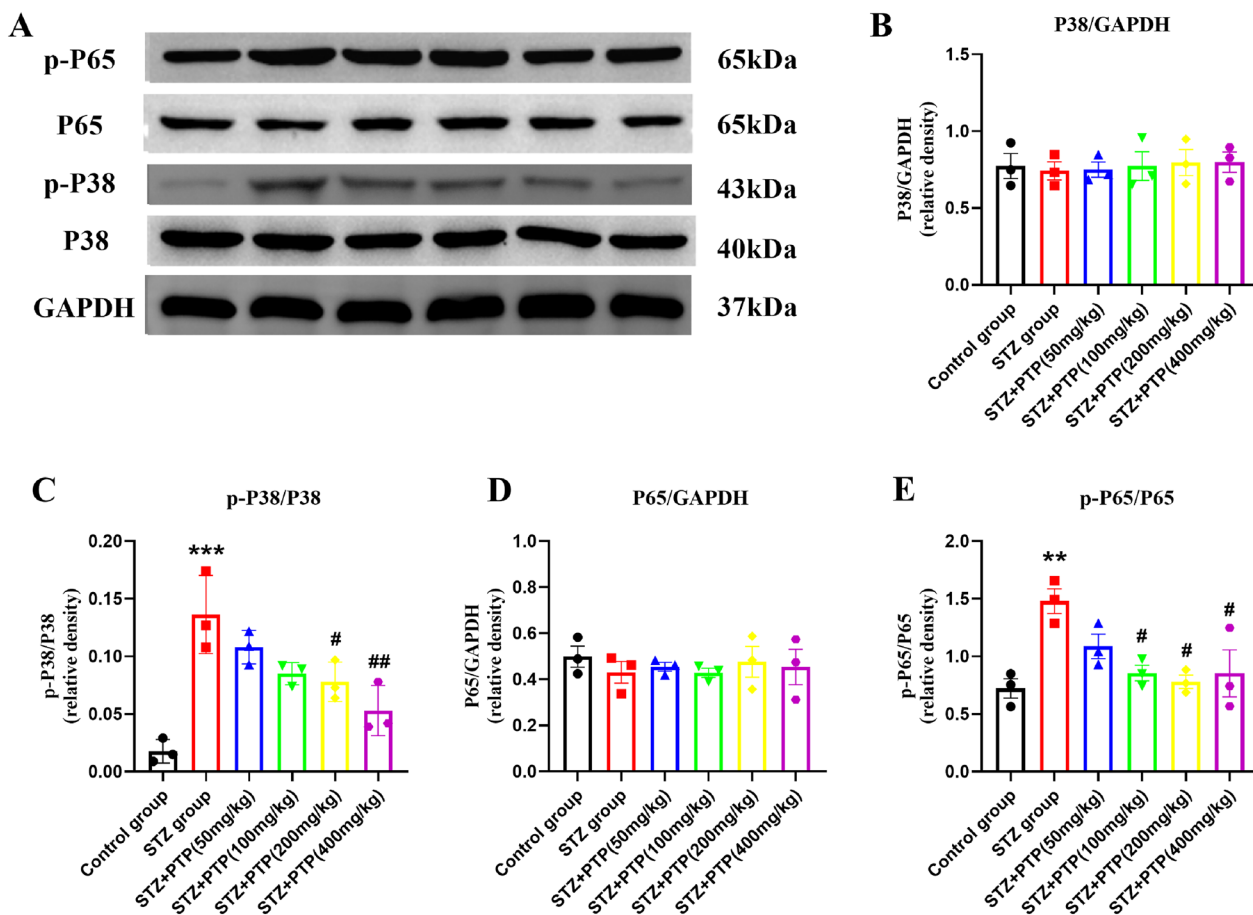 A
p-P65
65kDa
P65
65kDa
p-P38
43kDa
P38
40kDa
GAPDH
37kDa
B
P38/GAPDH
P38/GAPDH
(relative density)
1.5
1.0
0.5
0.0
Control group
STZ group
STZ+PTP(50mg/kg)
STZ+PTP(100mg/kg)
STZ+PTP(200mg/kg)
STZ+PTP(400mg/kg)
C
p-P38/P38
p-P38/P38
(relative density)
0.20
0.15
0.10
0.05
0.00
***
#
##
Control group
STZ group
STZ+PTP(50mg/kg)
STZ+PTP(100mg/kg)
STZ+PTP(200mg/kg)
STZ+PTP(400mg/kg)
D
P65/GAPDH
P65/GAPDH
(relative density)
1.0
0.8
0.6
0.4
0.2
0.0
Control group
STZ group
STZ+PTP(50mg/kg)
STZ+PTP(100mg/kg)
STZ+PTP(200mg/kg)
STZ+PTP(400mg/kg)
E
p-P65/P65
p-P65/P65
(relative density)
2.0
1.5
1.0
0.5
0.0
**
#
#
#
Control group
STZ group
STZ+PTP(50mg/kg)
STZ+PTP(100mg/kg)
STZ+PTP(200mg/kg)
STZ+PTP(400mg/kg)